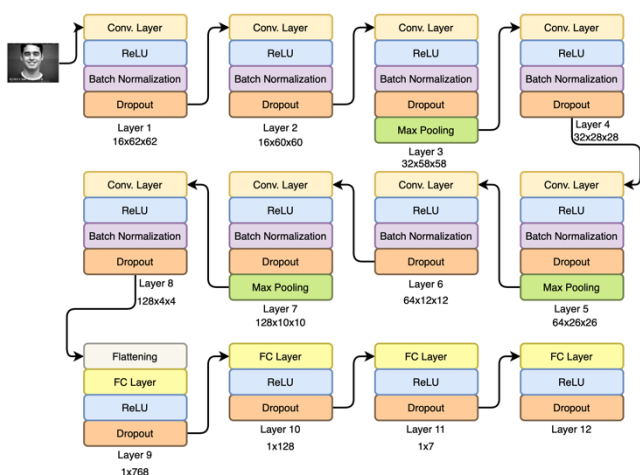 Conv. Layer
ReLU
Batch Normalization
Dropout
Layer 1
16x62x62
Conv. Layer
ReLU
Batch Normalization
Dropout
Layer 2
16x60x60
Conv. Layer
ReLU
Batch Normalization
Dropout
Max Pooling
Layer 3
32x58x58
Conv. Layer
ReLU
Batch Normalization
Dropout
Layer 4
32x28x28
Conv. Layer
ReLU
Batch Normalization
Dropout
Layer 8
128x4x4
Conv. Layer
ReLU
Batch Normalization
Dropout
Max Pooling
Layer 7
128x10x10
Conv. Layer
ReLU
Batch Normalization
Dropout
Layer 6
64x12x12
Conv. Layer
ReLU
Batch Normalization
Dropout
Max Pooling
Layer 5
64x26x26
Flattening
FC Layer
ReLU
Dropout
Layer 9
1x768
FC Layer
ReLU
Dropout
Layer 10
1x128
FC Layer
ReLU
Dropout
Layer 11
1x7
FC Layer
ReLU
Dropout
Layer 12